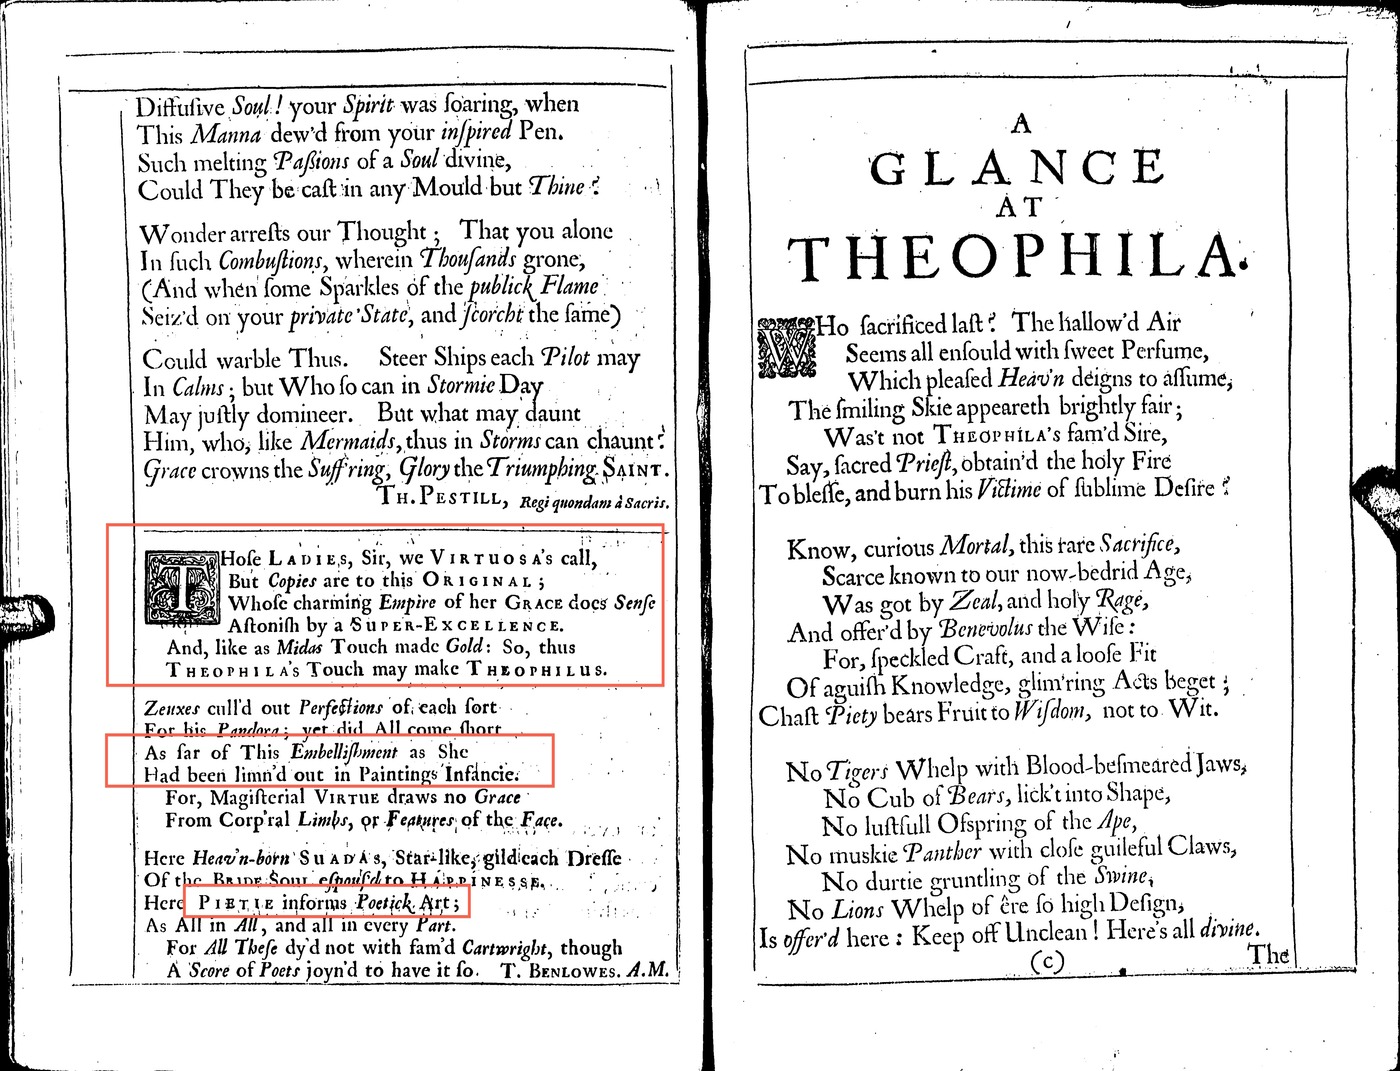 Diffusive Soul! your Spirit was soaring, when
This Manna dew'd from your inspired Pen.
Such melting Passions of a Soul divine,
Could They be cast in any Mould but Thine?
Wonder arrests our Thought; That you alone
In such Combustions, wherein Thousands grone,
(And when some Sparkles of the publick Flame
Seiz'd on your private State, and scorcht the same)
Could warble Thus. Steer Ships each Pilot may
In Calms; but Who so can in Stormie Day
May justly domineer. But what may daunt
Him, who, like Mermaids, thus in Storms can chaunt?
Grace crowns the Suff'ring, Glory the Triumphing SAINT.
TH. PESTILL, Regi quondam à Sacris.
THose LADIES, Sir, we VIRTUOSA'S call,
But Copies are to this ORIGINAL;
Whose charming Empire of her GRACE does Sense
Astonish by a SUPER-EXCELLENCE.
And, like as Midas Touch made Gold: So, thus
THEOPHILA'S Touch may make THEOPHILUS.
Zeuxes cull'd out Perfections of each sort
For his Pandora; yet did All come short
As far of This Embellishment as She
Had been limn'd out in Paintings Infancie.
For, Magisterial VIRTUE draws no Grace
From Corp'ral Limbs, or Features of the Face.
Here Heav'n-born SUADA'S, Star-like, gild each Dresse
Of the BRIDE SOUL espous'd to HAPPINESSE.
Here PIETIE informs Poetick Art;
As All in All, and all in every Part.
For All These dy'd not with fam'd Cartwright, though
A Score of Poets joyn'd to have it so. T. BENLOWES. A.M.
A
GLANCE
AT
THEOPHILA.
WHo sacrificed last? The hallow'd Air
Seems all ensould with sweet Perfume,
Which pleased Heav'n deigns to assume;
The smiling Skie appeareth brightly fair;
Was't not THEOPHILA'S fam'd Sire,
Say, sacred Priest, obtain'd the holy Fire
To blesse, and burn his Victime of sublime Desire?
Know, curious Mortal, this rare Sacrifice,
Scarce known to our now-bedrid Age,
Was got by Zeal, and holy Rage,
And offer'd by Benevolus the Wise:
For, speckled Craft, and a loose Fit
Of aguish Knowledge, glim'ring Acts beget;
Chast Piety bears Fruit to Wisdom, not to Wit.
No Tigers Whelp with Blood-besmeared Jaws,
No Cub of Bears, lick't into Shape,
No lustfull Ofspring of the Ape,
No muskie Panther with close guileful Claws,
No durtie gruntling of the Swine,
No Lions Whelp of êre so high Design,
Is offer'd here: Keep off Unclean! Here's all divine.
(c)
The